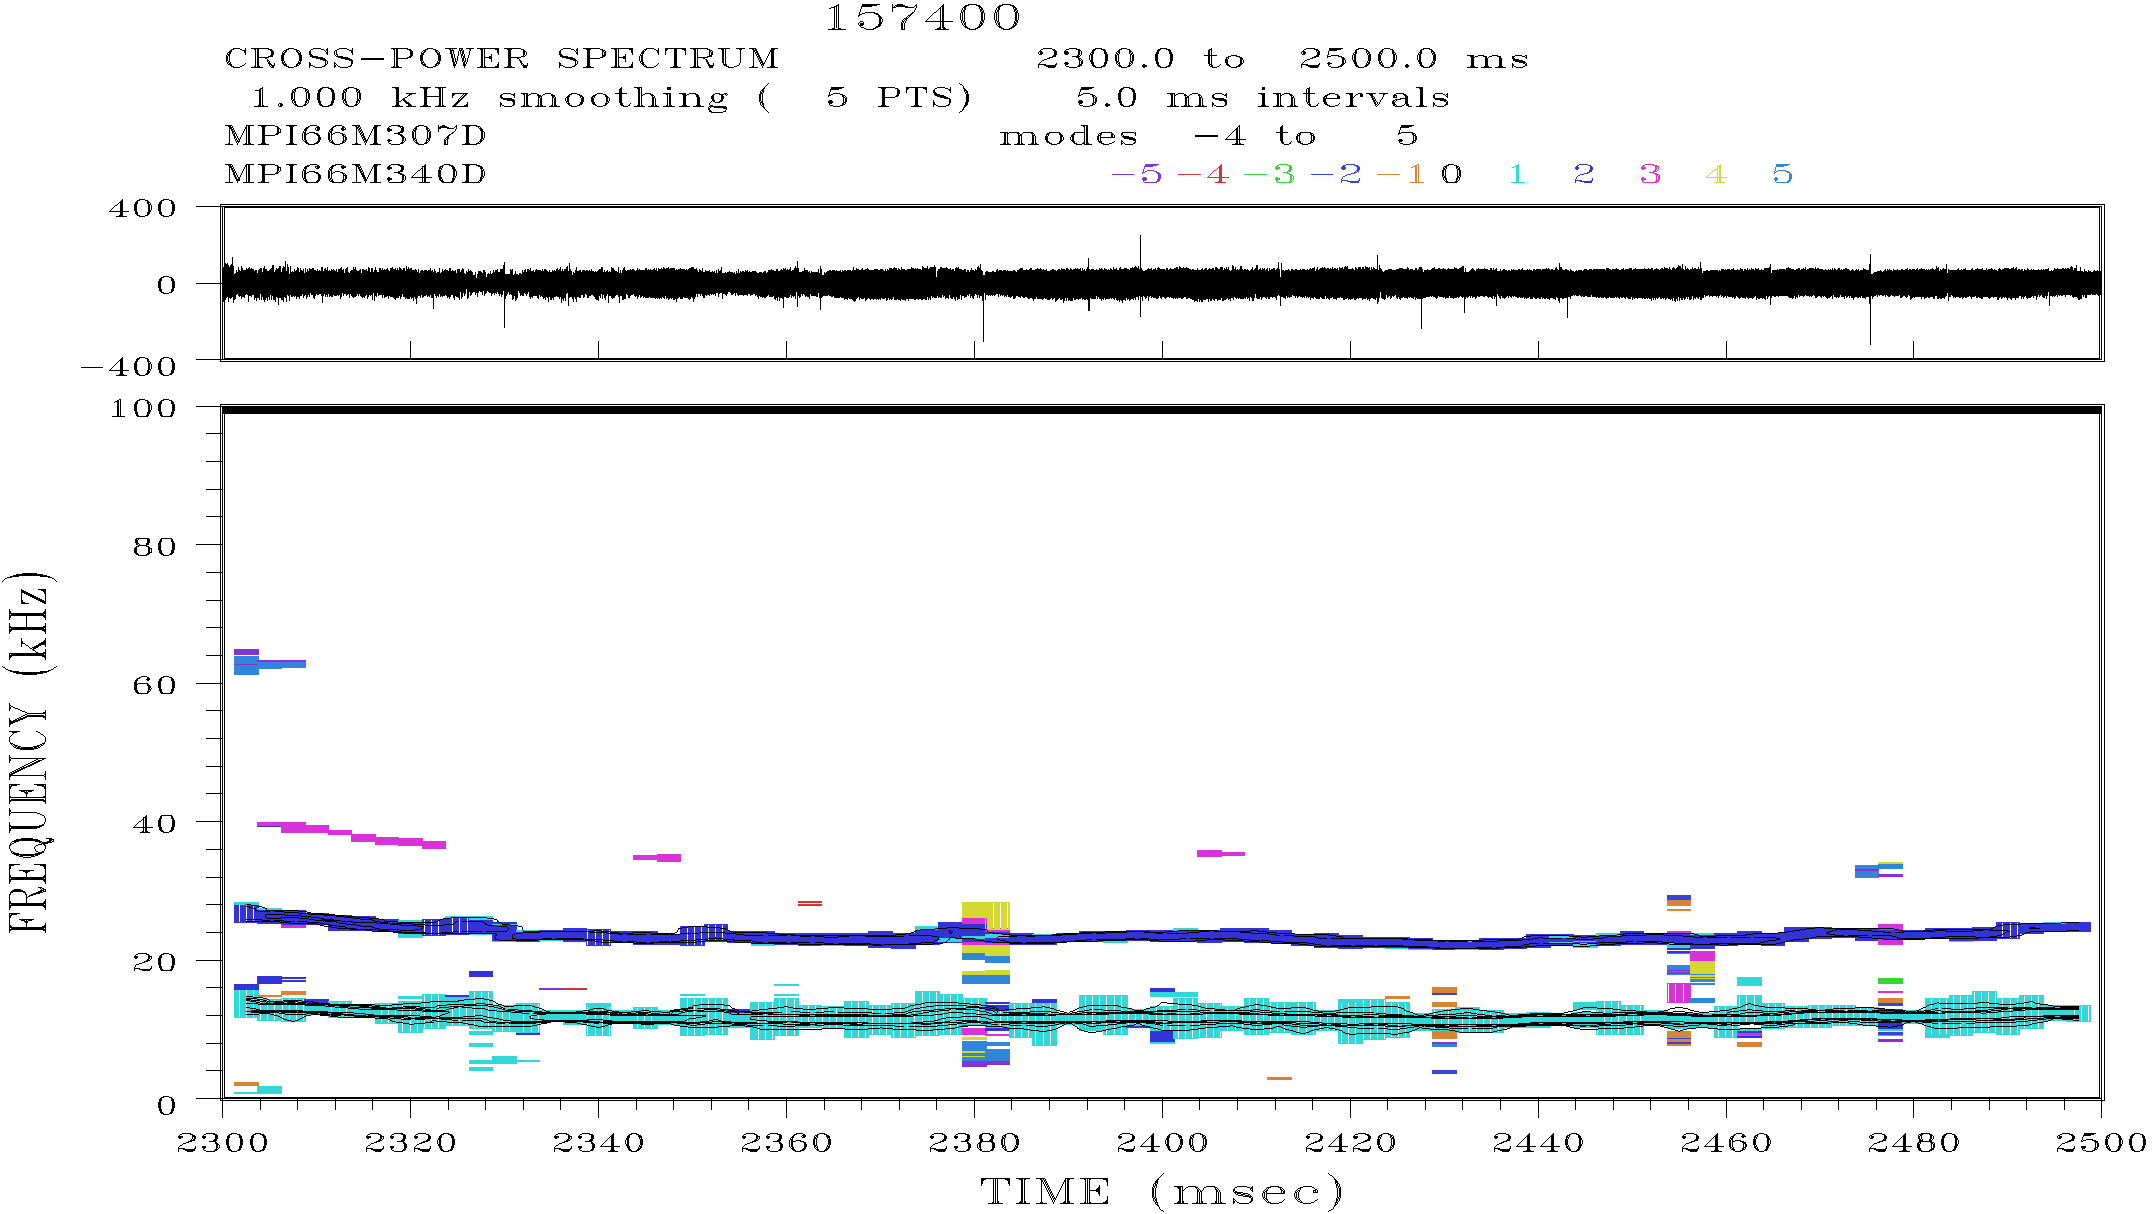 157400
CROSS-POWER SPECTRUM 2300.0 to 2500.0 ms
1.000 kHz smoothing ( 5 PTS) 5.0 ms intervals
MPI66M307D modes -4 to 5
MPI66M340D -5 -4 -3 -2 -1 0 1 2 3 4 5
400
0
-400
100
80
60
40
20
0
FREQUENCY (kHz)
2300 2320 2340 2360 2380 2400 2420 2440 2460 2480 2500
TIME (msec)